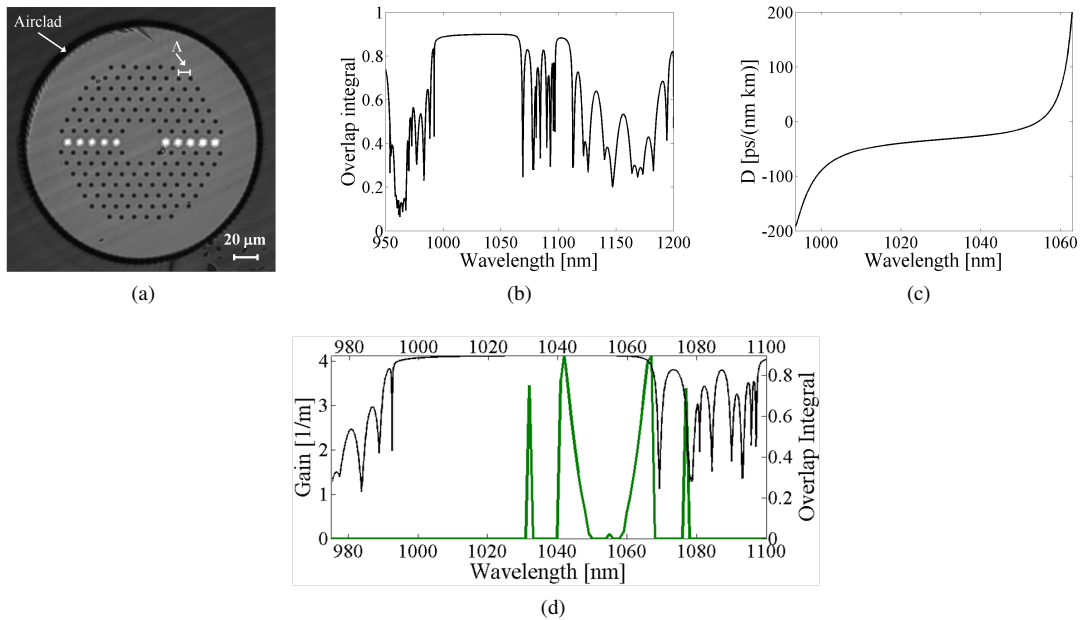 Airclad
Λ
20 μm
(a)
Overlap integral
1
0.8
0.6
0.4
0.2
0
950 1000 1050 1100 1150 1200
Wavelength [nm]
(b)
D [ps/(nm km)]
200
100
0
-100
-200
1000 1020 1040 1060
Wavelength [nm]
(c)
980 1000 1020 1040 1060 1080 1100
Gain [1/m]
4
3
2
1
0
0.8
0.6
0.4
0.2
0
Overlap Integral
980 1000 1020 1040 1060 1080 1100
Wavelength [nm]
(d)